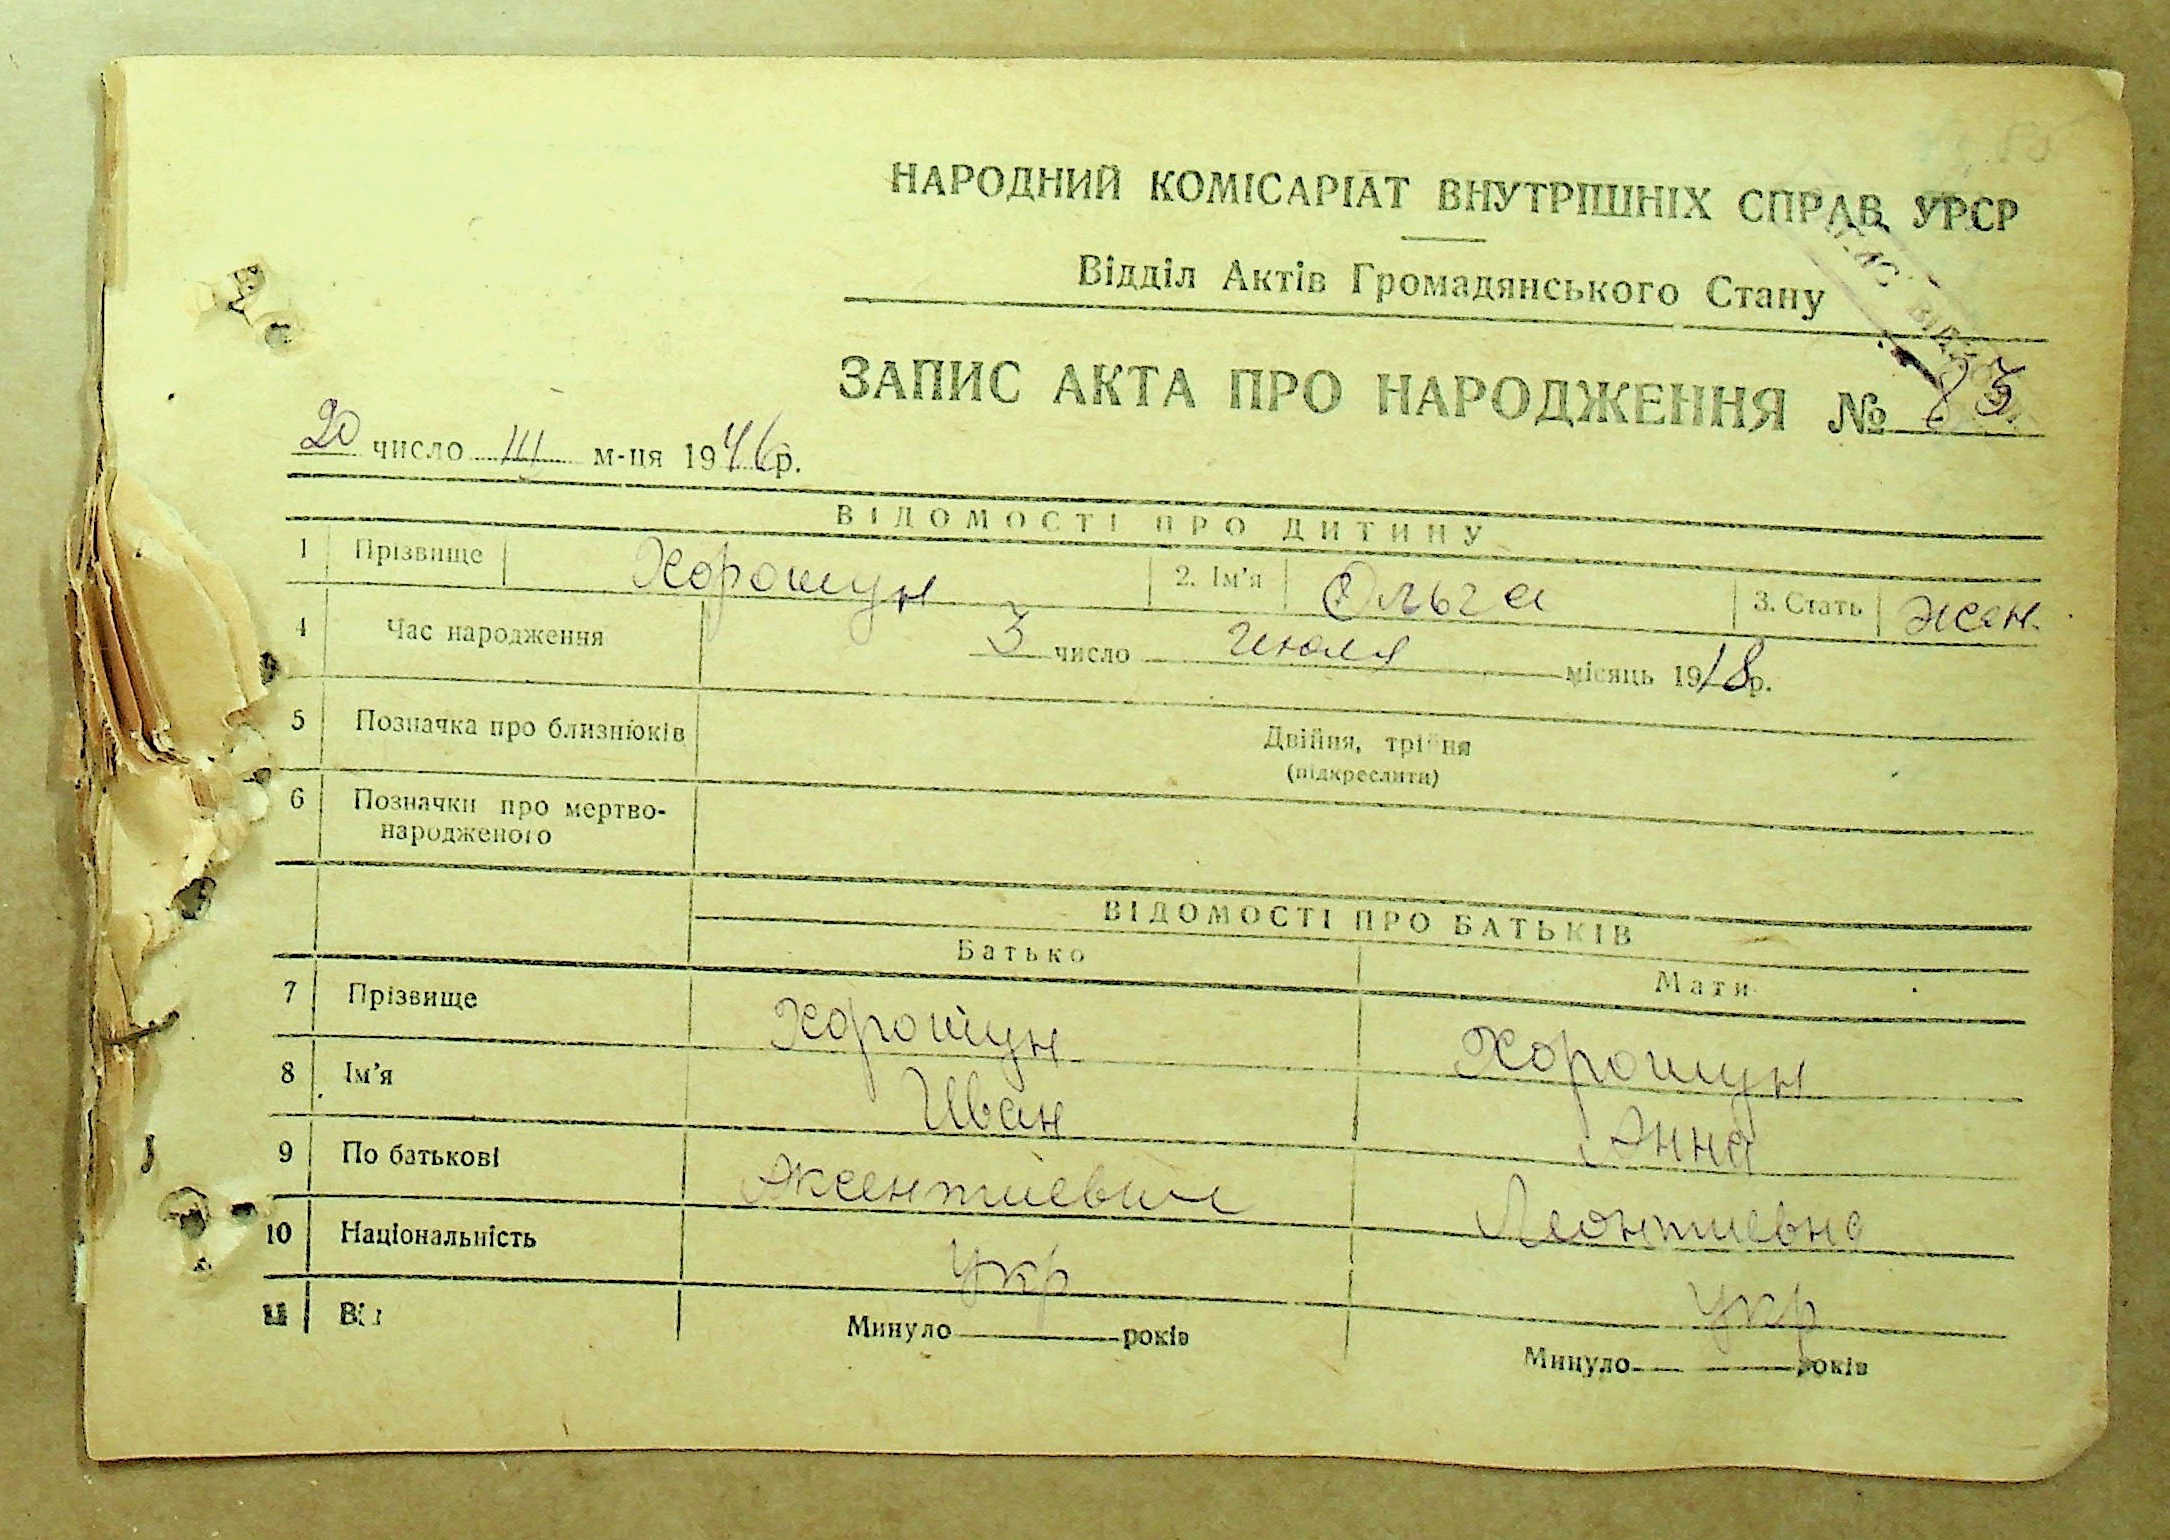 НАРОДНИЙ КОМІСАРІАТ ВНУТРІШНІХ СПРАВ УРСР
Відділ Актів Громадянського Стану
ЗАПИС АКТА ПРО НАРОДЖЕННЯ № 83
20 число III м-ця 1946 р.
ВІДОМОСТІ ПРО ДИТИНУ
1 Прізвище Хорошун 2. Ім'я Ольга 3. Стать жен.
4 Час народження 3 число Июля місяць 1918 р.
5 Позначка про близнюків Двійня, трійня
(підкреслити)
6 Позначки про мертво-
народженого
ВІДОМОСТІ ПРО БАТЬКІВ
Батько Мати
7 Прізвище Хорошун Хорошун
8 Ім'я Иван Анна
9 По батькові Аксентиевич Леонтиевна
10 Національність Укр Укр
11 Вік Минуло років Минуло років